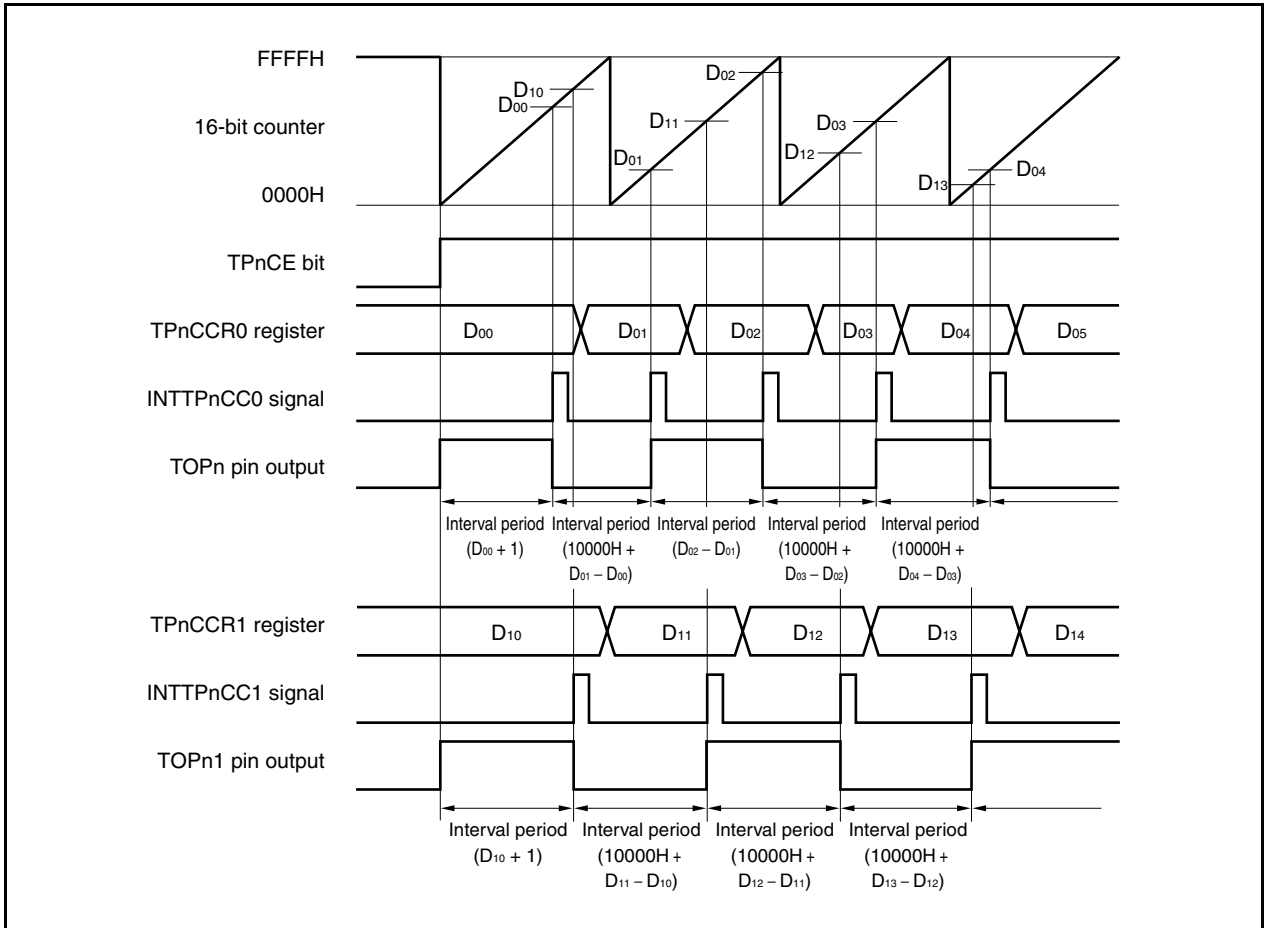 FFFFH
D02
D10
D00
16-bit counter
D11
D03
D12
D01
D04
D13
0000H
TPnCE bit
TPnCCR0 register
D00
D01
D02
D03
D04
D05
INTTPnCC0 signal
TOPn pin output
Interval period
(D00 + 1)
Interval period
(10000H +
D01 – D00)
Interval period
(D02 – D01)
Interval period
(10000H +
D03 – D02)
Interval period
(10000H +
D04 – D03)
TPnCCR1 register
D10
D11
D12
D13
D14
INTTPnCC1 signal
TOPn1 pin output
Interval period
(D10 + 1)
Interval period
(10000H +
D11 – D10)
Interval period
(10000H +
D12 – D11)
Interval period
(10000H +
D13 – D12)